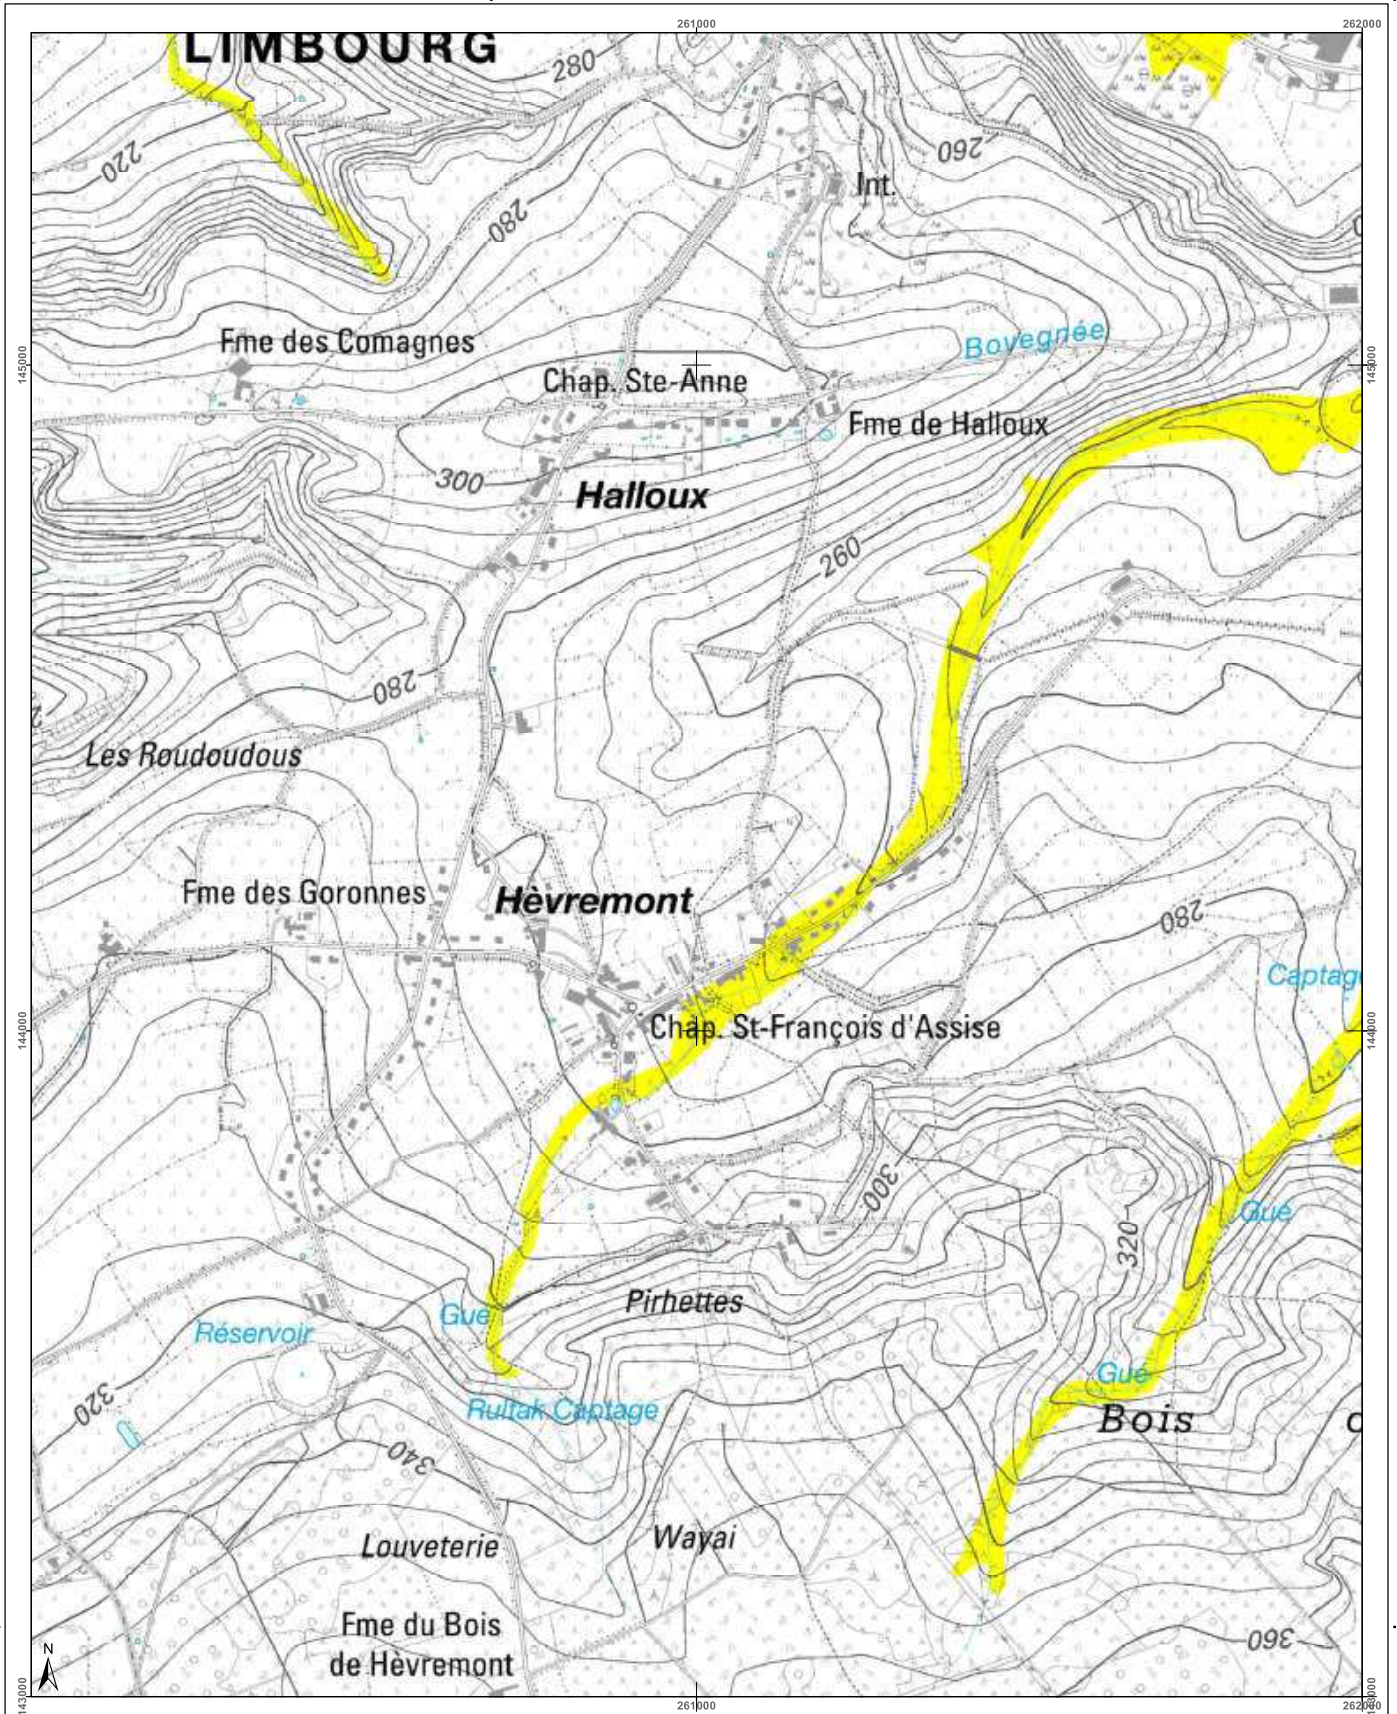 261000
262000
LIMBOURG
280
220
260
Int.
280
Bovegnée
Fme des Comagnes
145000
145000
Chap. Ste-Anne
Fme de Halloux
300
Halloux
260
280
Les Roudoudous
Fme des Goronnes
Hèvremont
280
Captage
144000
Chap. St-François d'Assise
144000
300
320
Gué
Pirhettes
Gué
Réservoir
Gué
320
Rultak Captage
Bois
340
Louveterie
Wayai
Fme du Bois
de Hèvremont
360
N
143000
261000
262000
143000